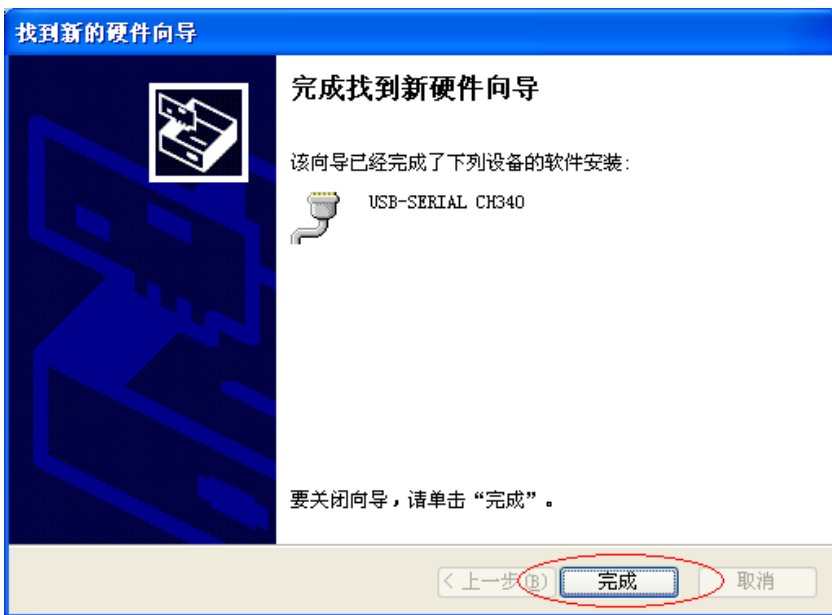 找到新的硬件向导
完成找到新硬件向导
该向导已经完成了下列设备的软件安装:
USB-SERIAL CH340
要关闭向导，请单击“完成”。
< 上一步(B) 完成 取消